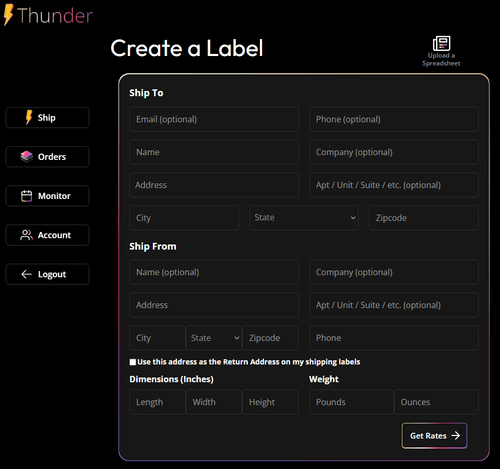 Thunder
Create a Label
Upload a
Spreadsheet
Ship
Orders
Monitor
Account
Logout
Ship To
Email (optional) Phone (optional)
Name Company (optional)
Address Apt / Unit / Suite / etc. (optional)
City State Zipcode
Ship From
Name (optional) Company (optional)
Address Apt / Unit / Suite / etc. (optional)
City State Zipcode Phone
Use this address as the Return Address on my shipping labels
Dimensions (Inches) Weight
Length Width Height Pounds Ounces
Get Rates